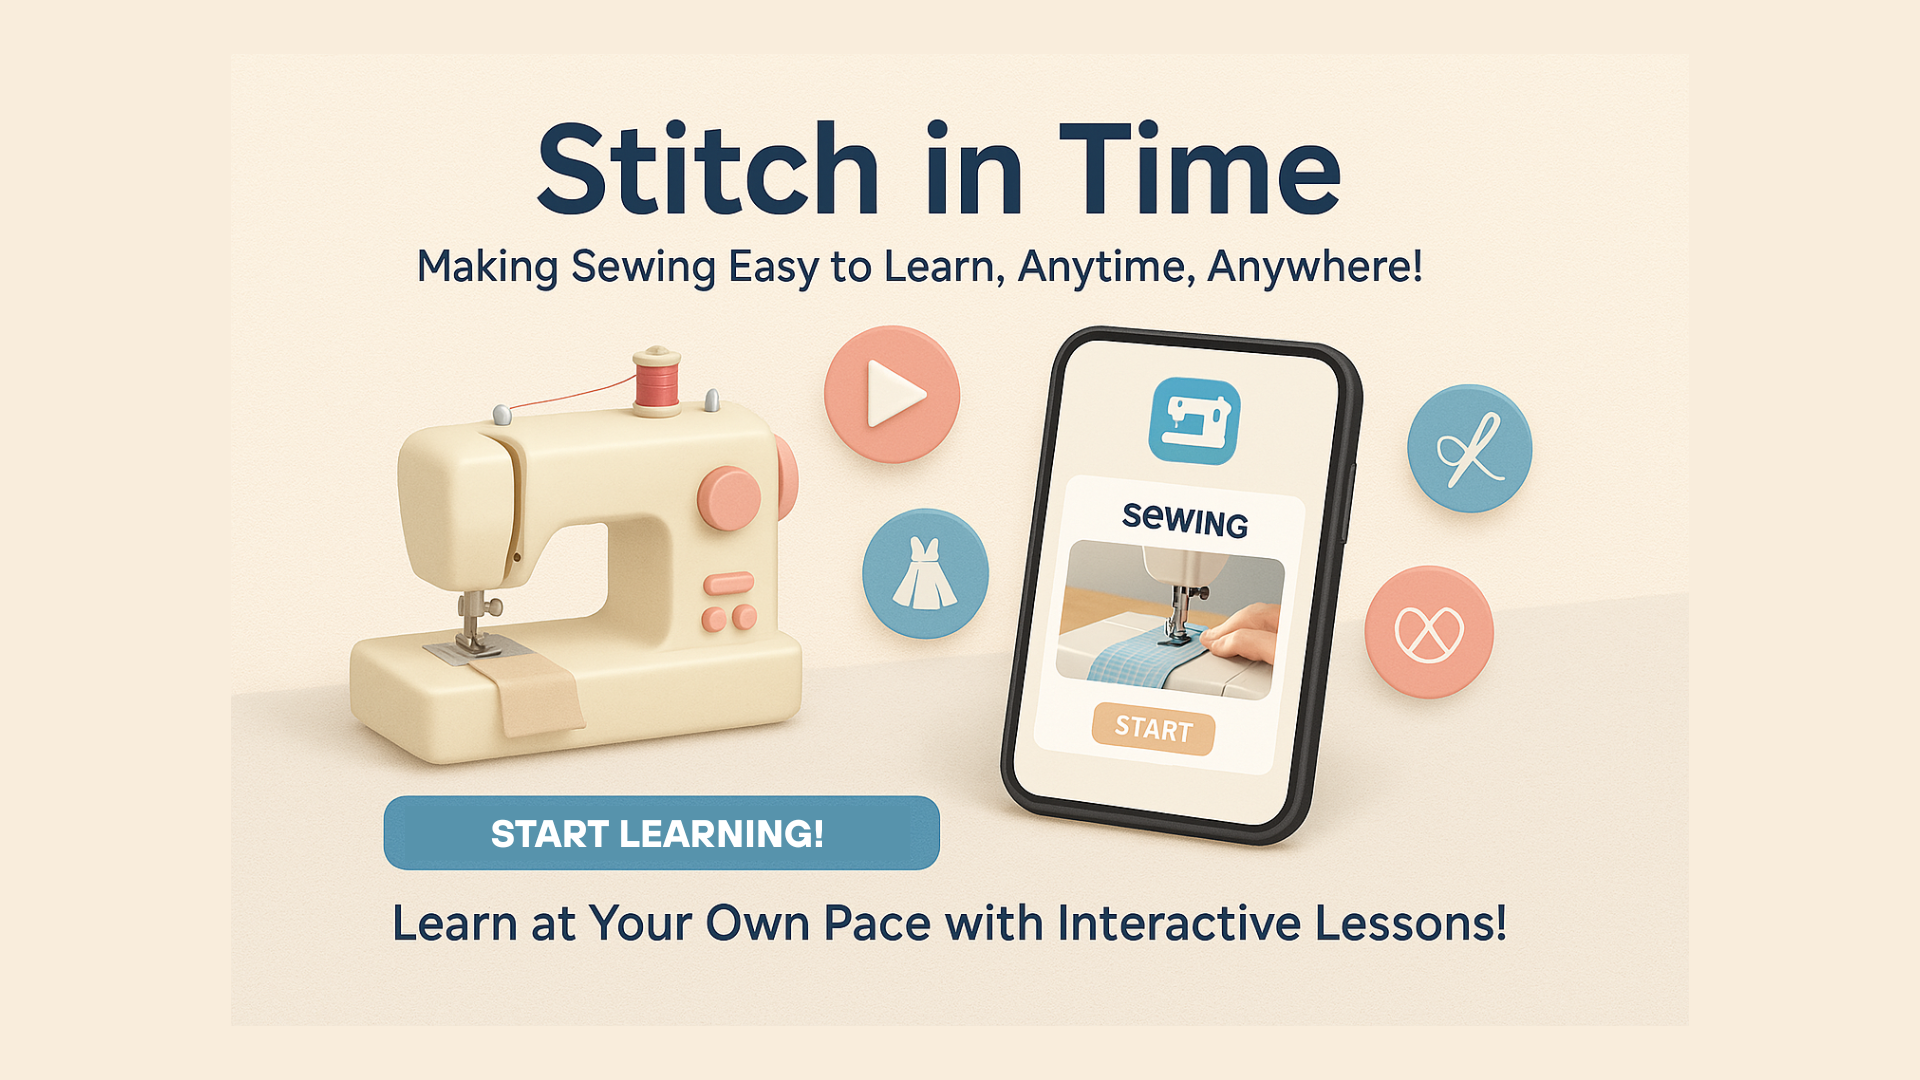 Stitch in Time
Making Sewing Easy to Learn, Anytime, Anywhere!
SeWING
START
START LEARNING!
Learn at Your Own Pace with Interactive Lessons!